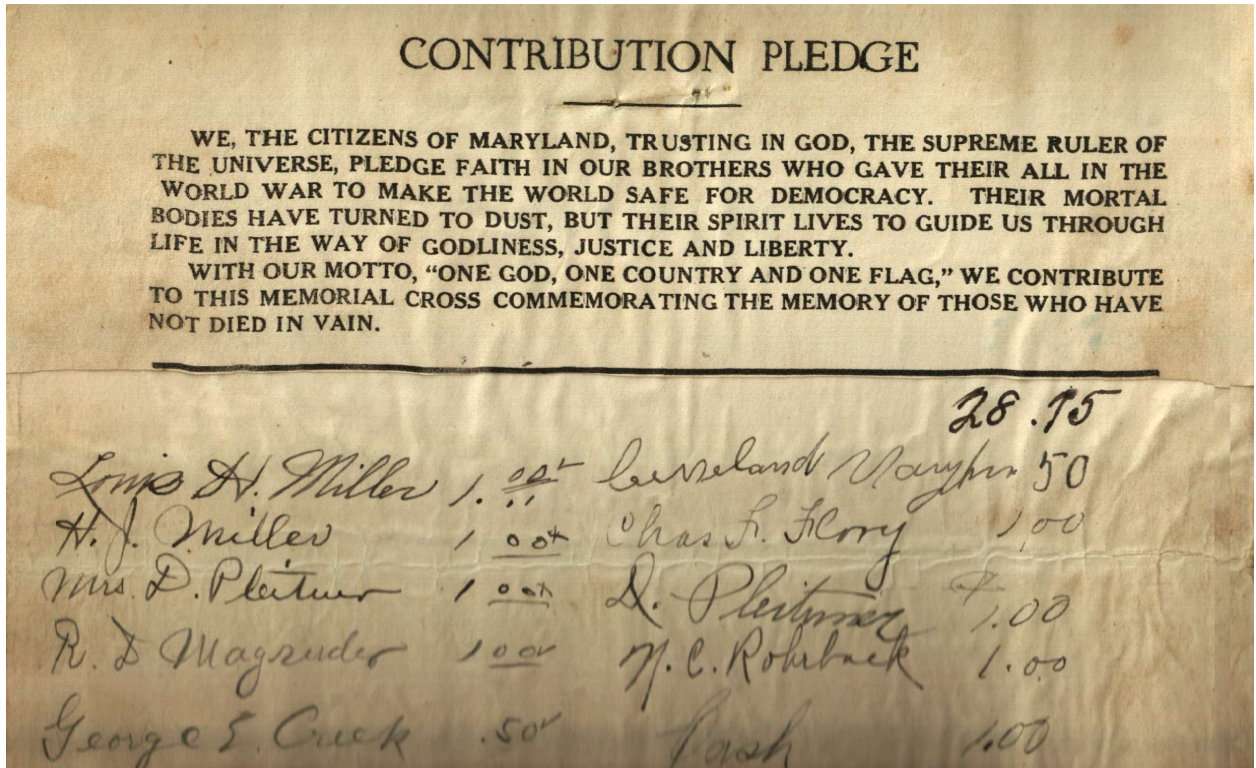 CONTRIBUTION PLEDGE
WE, THE CITIZENS OF MARYLAND, TRUSTING IN GOD, THE SUPREME RULER OF
THE UNIVERSE, PLEDGE FAITH IN OUR BROTHERS WHO GAVE THEIR ALL IN THE
WORLD WAR TO MAKE THE WORLD SAFE FOR DEMOCRACY. THEIR MORTAL
BODIES HAVE TURNED TO DUST, BUT THEIR SPIRIT LIVES TO GUIDE US THROUGH
LIFE IN THE WAY OF GODLINESS, JUSTICE AND LIBERTY.
WITH OUR MOTTO, “ONE GOD, ONE COUNTRY AND ONE FLAG,” WE CONTRIBUTE
TO THIS MEMORIAL CROSS COMMEMORATING THE MEMORY OF THOSE WHO HAVE
NOT DIED IN VAIN.
28.75
Louis H. Miller 1.00 50
H. J. Miller 1 00 Chas F. Flory 1 00
Mrs. D. 1 00 D. 1.00
R. D Magruder 1 00 N. C. Rohrback 1.00
George E. Creek .50 Cash 1.00